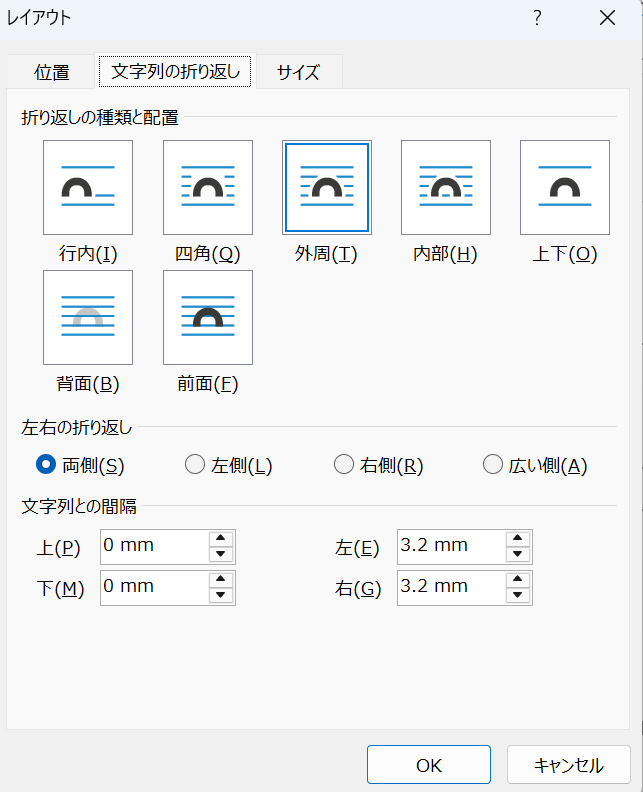 レイアウト ?
位置 文字列の折り返し サイズ
折り返しの種類と配置
行内(I) 四角(Q) 外周(T) 内部(H) 上下(O)
背面(B) 前面(F)
左右の折り返し
両側(S) 左側(L) 右側(R) 広い側(A)
文字列との間隔
上(P) 0 mm 左(E) 3.2 mm
下(M) 0 mm 右(G) 3.2 mm
OK キャンセル